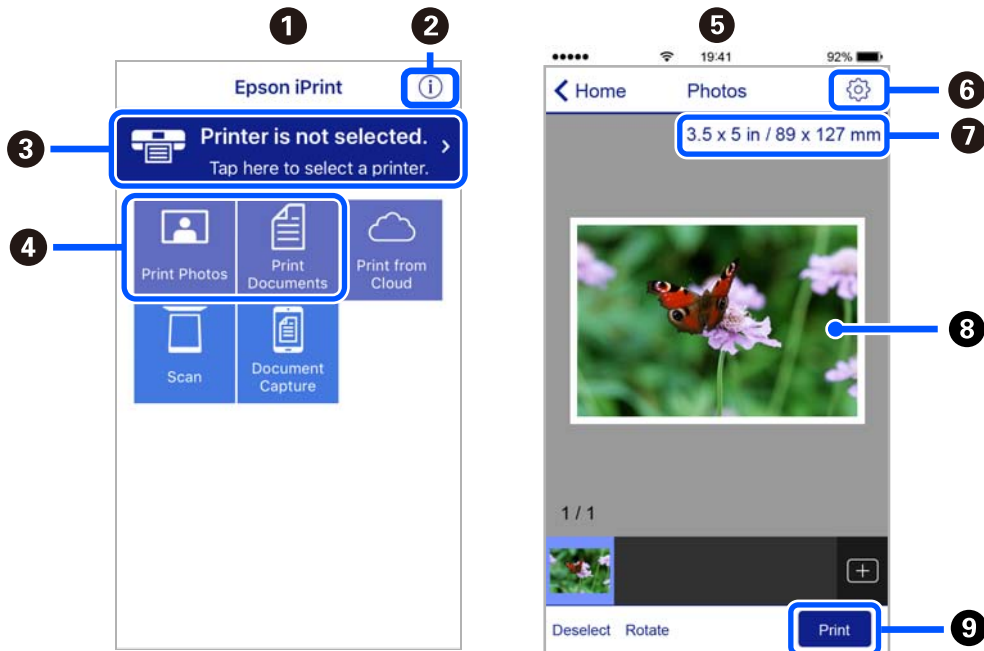 1
2
Epson iPrint
i
3
Printer is not selected.
Tap here to select a printer.
4
Print Photos
Print
Documents
Print from
Cloud
Scan
Document
Capture
5
19:41
92%
Home
Photos
6
3.5 x 5 in / 89 x 127 mm
7
8
1 / 1
Deselect
Rotate
Print
9